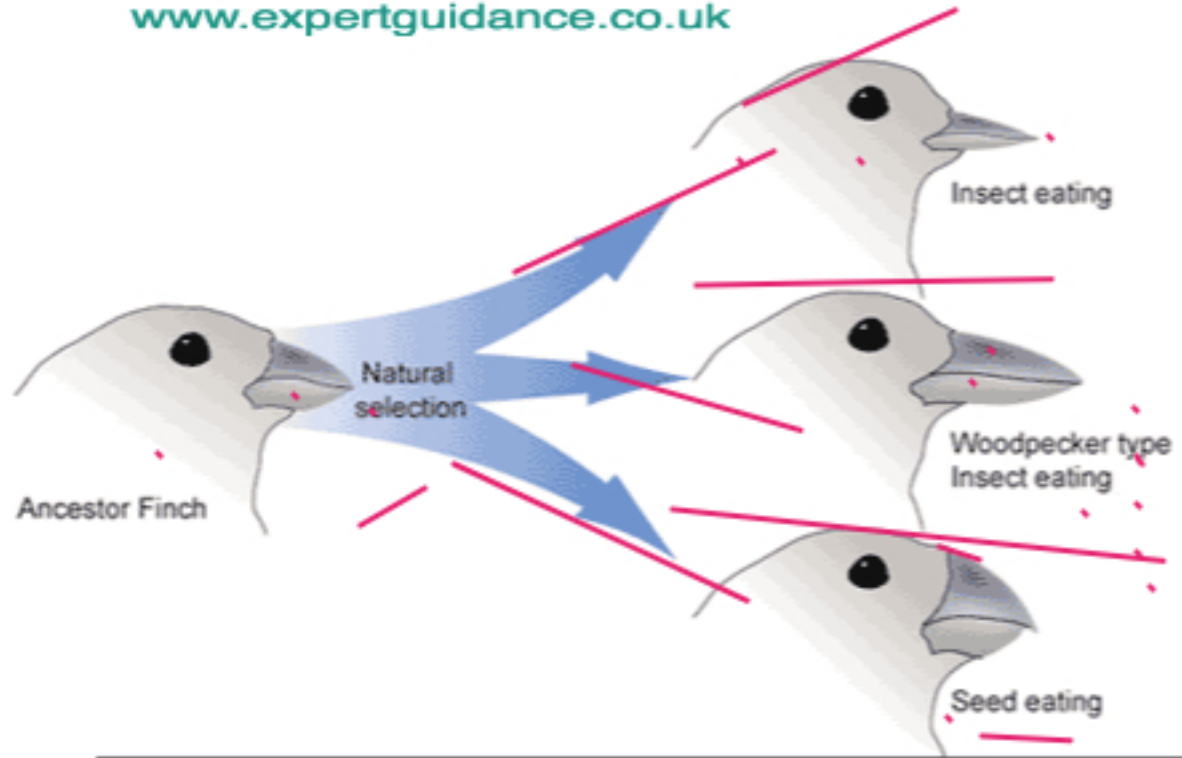 www.expertguidance.co.uk
Insect eating
Natural
selection
Woodpecker type
Insect eating
Ancestor Finch
Seed eating